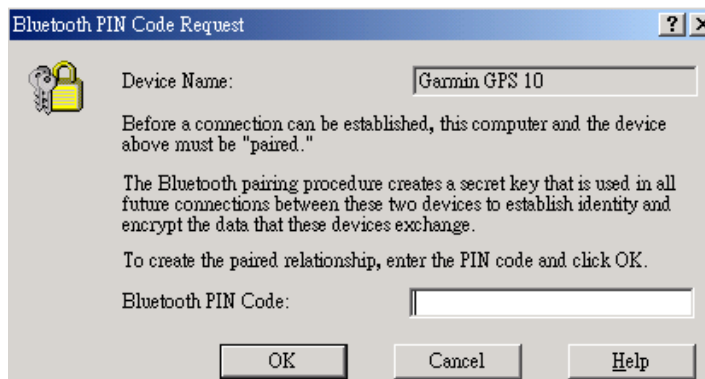 Bluetooth PIN Code Request
Device Name: Garmin GPS 10
Before a connection can be established, this computer and the device
above must be "paired."
The Bluetooth pairing procedure creates a secret key that is used in all
future connections between these two devices to establish identity and
encrypt the data that these devices exchange.
To create the paired relationship, enter the PIN code and click OK.
Bluetooth PIN Code:
OK Cancel Help